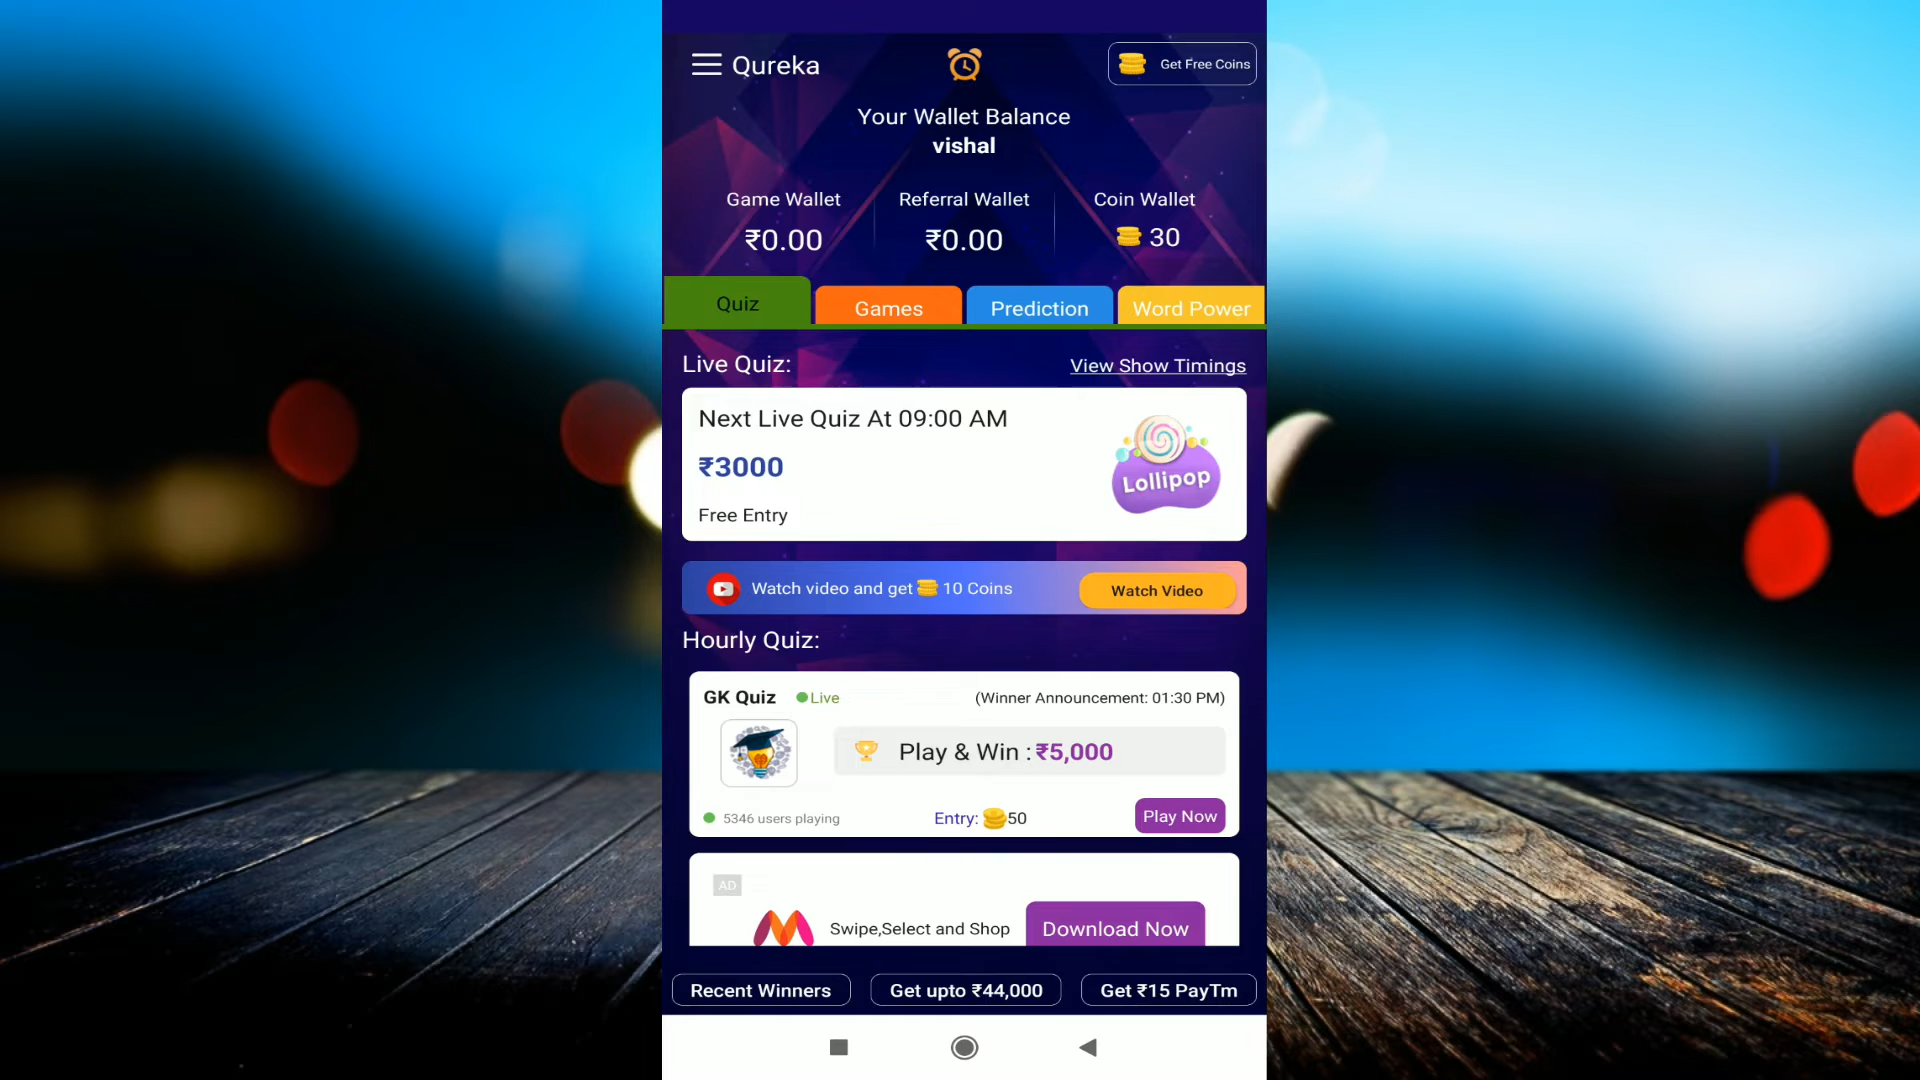 Qureka
Get Free Coins
Your Wallet Balance
vishal
Game Wallet
Referral Wallet
Coin Wallet
₹0.00
₹0.00
30
Quiz
Games
Prediction
Word Power
Live Quiz:
View Show Timings
Next Live Quiz At 09:00 AM
₹3000
Free Entry
Lollipop
Watch video and get 10 Coins
Watch Video
Hourly Quiz:
GK Quiz
Live
(Winner Announcement: 01:30 PM)
Play & Win : ₹5,000
5346 users playing
Entry: 50
Play Now
AD
Swipe,Select and Shop
Download Now
Recent Winners
Get upto ₹44,000
Get ₹15 PayTm